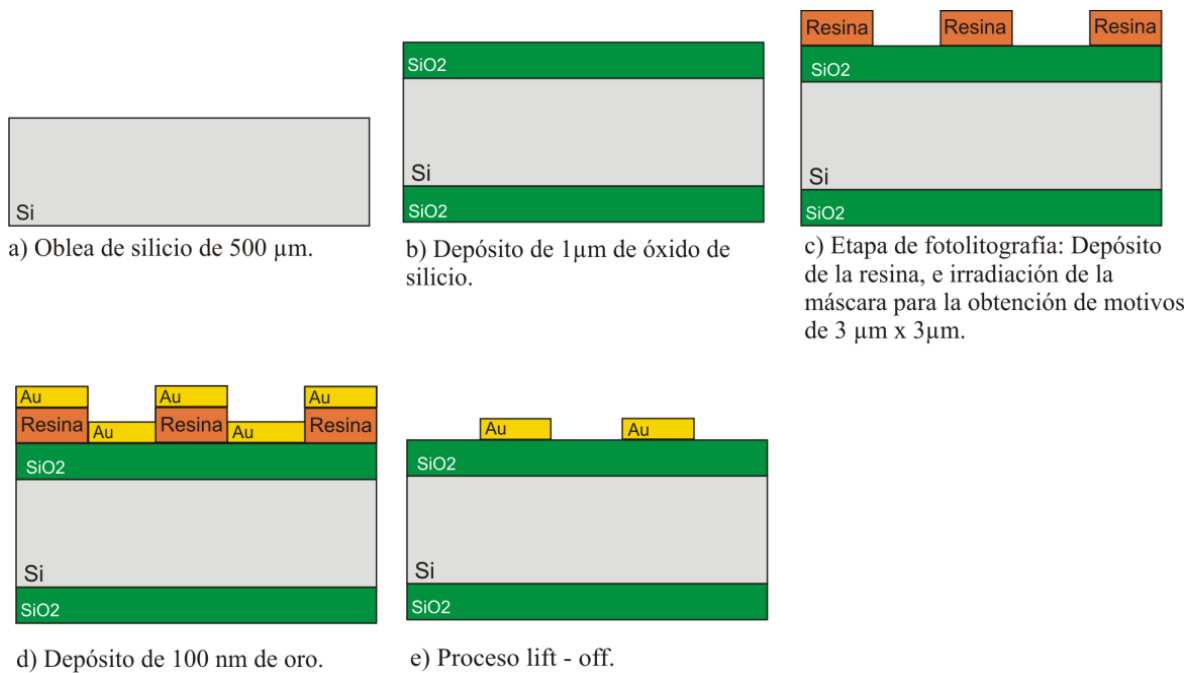 Si
a) Oblea de silicio de 500 µm.
SiO2
Si
SiO2
b) Depósito de 1µm de óxido de
silicio.
Resina Resina Resina
SiO2
Si
SiO2
c) Etapa de fotolitografía: Depósito
de la resina, e irradiación de la
máscara para la obtención de motivos
de 3 µm x 3µm.
Au Au Au
Resina Au Resina Au Resina
SiO2
Si
SiO2
d) Depósito de 100 nm de oro.
Au Au
SiO2
Si
SiO2
e) Proceso lift - off.